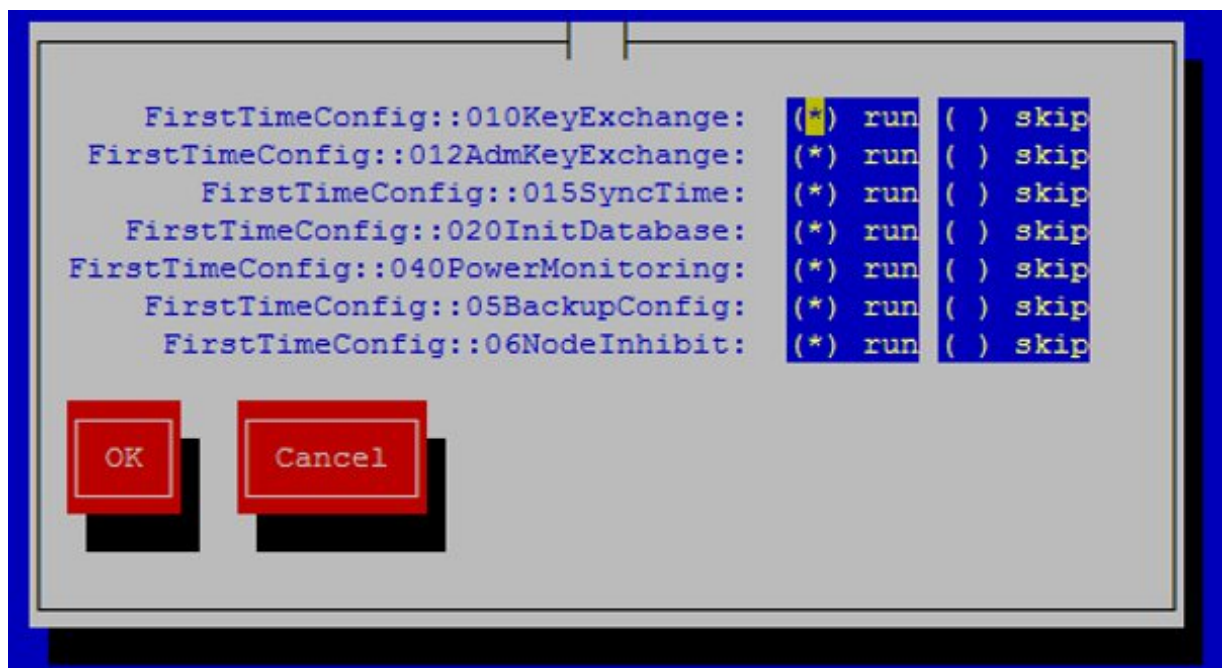 FirstTimeConfig::010KeyExchange: (*) run ( ) skip
FirstTimeConfig::012AdmKeyExchange: (*) run ( ) skip
FirstTimeConfig::015SyncTime: (*) run ( ) skip
FirstTimeConfig::020InitDatabase: (*) run ( ) skip
FirstTimeConfig::040PowerMonitoring: (*) run ( ) skip
FirstTimeConfig::05BackupConfig: (*) run ( ) skip
FirstTimeConfig::06NodeInhibit: (*) run ( ) skip
OK Cancel